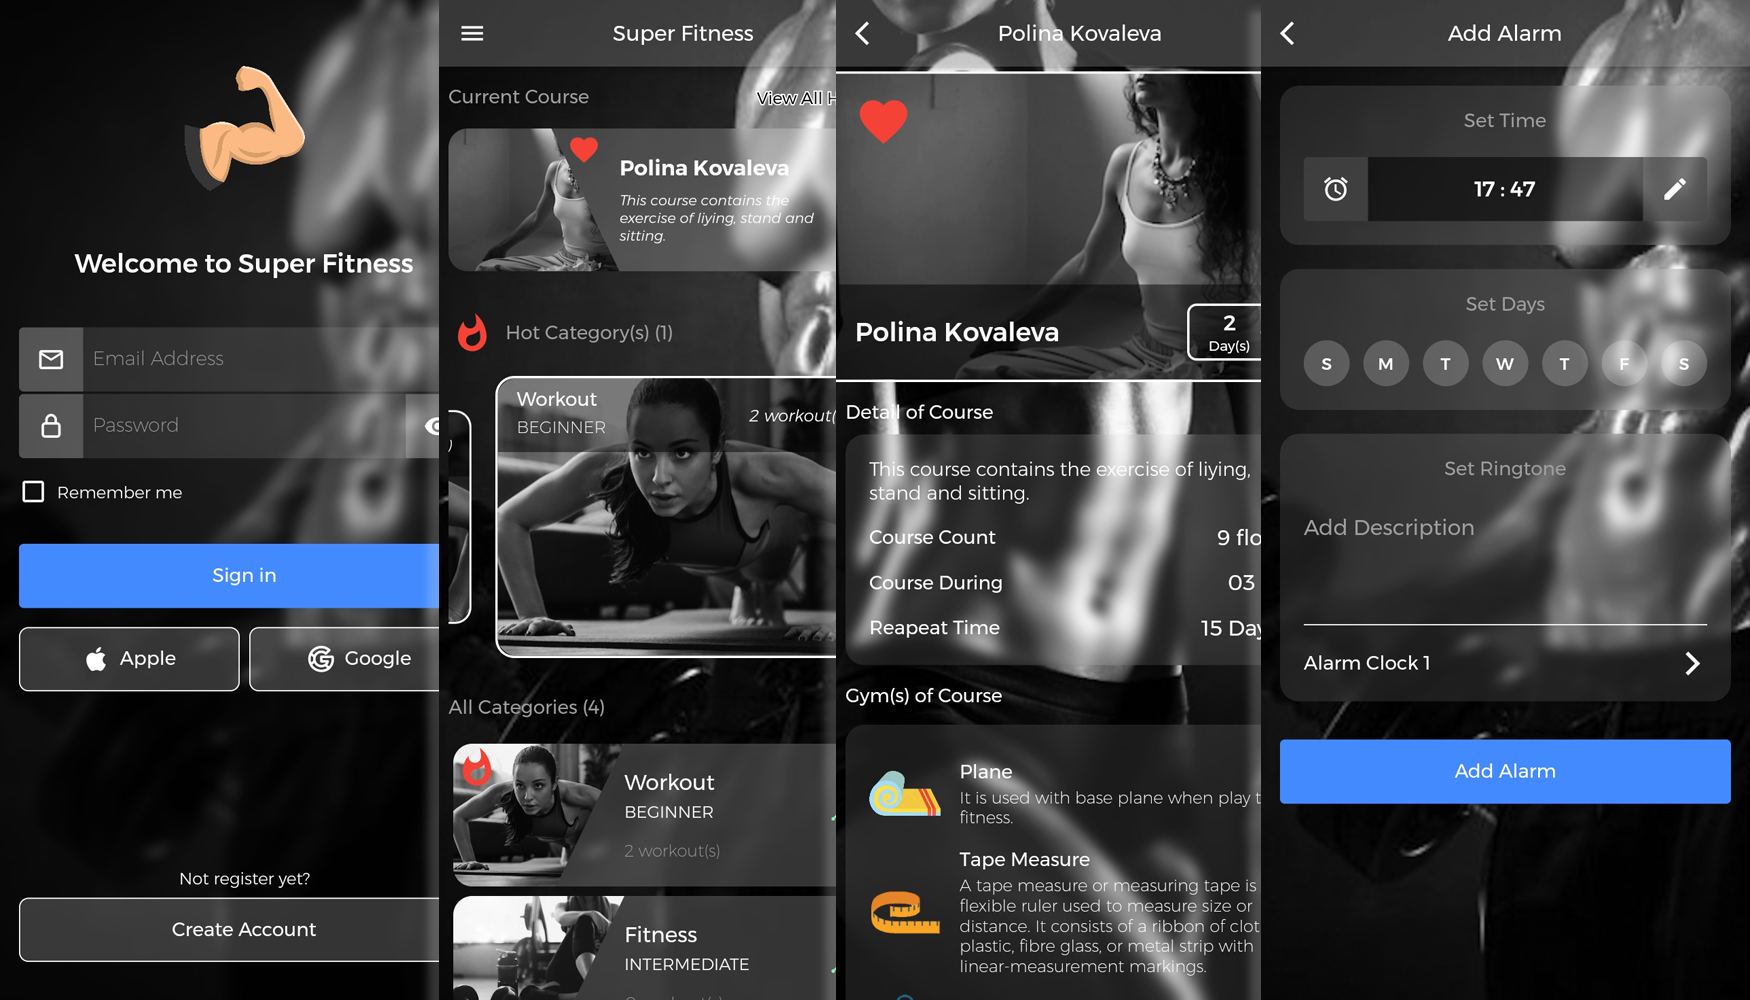 Welcome to Super Fitness
Email Address
Password
Remember me
Sign in
Apple
Google
Not register yet?
Create Account
Super Fitness
Current Course
View All H
Polina Kovaleva
This course contains the
exercise of liying, stand and
sitting.
Hot Category(s) (1)
)
Workout
BEGINNER
2 workout(
All Categories (4)
Workout
BEGINNER
2 workout(s)
Fitness
INTERMEDIATE
Polina Kovaleva
Polina Kovaleva
2
Day(s)
Detail of Course
This course contains the exercise of liying,
stand and sitting.
Course Count
9 flo
Course During
03
Reapeat Time
15 Day
Gym(s) of Course
Plane
It is used with base plane when play t
fitness.
Tape Measure
A tape measure or measuring tape is
flexible ruler used to measure size or
distance. It consists of a ribbon of clot
plastic, fibre glass, or metal strip with
linear-measurement markings.
Add Alarm
Set Time
17 : 47
Set Days
S M T W T F S
Set Ringtone
Add Description
Alarm Clock 1
Add Alarm